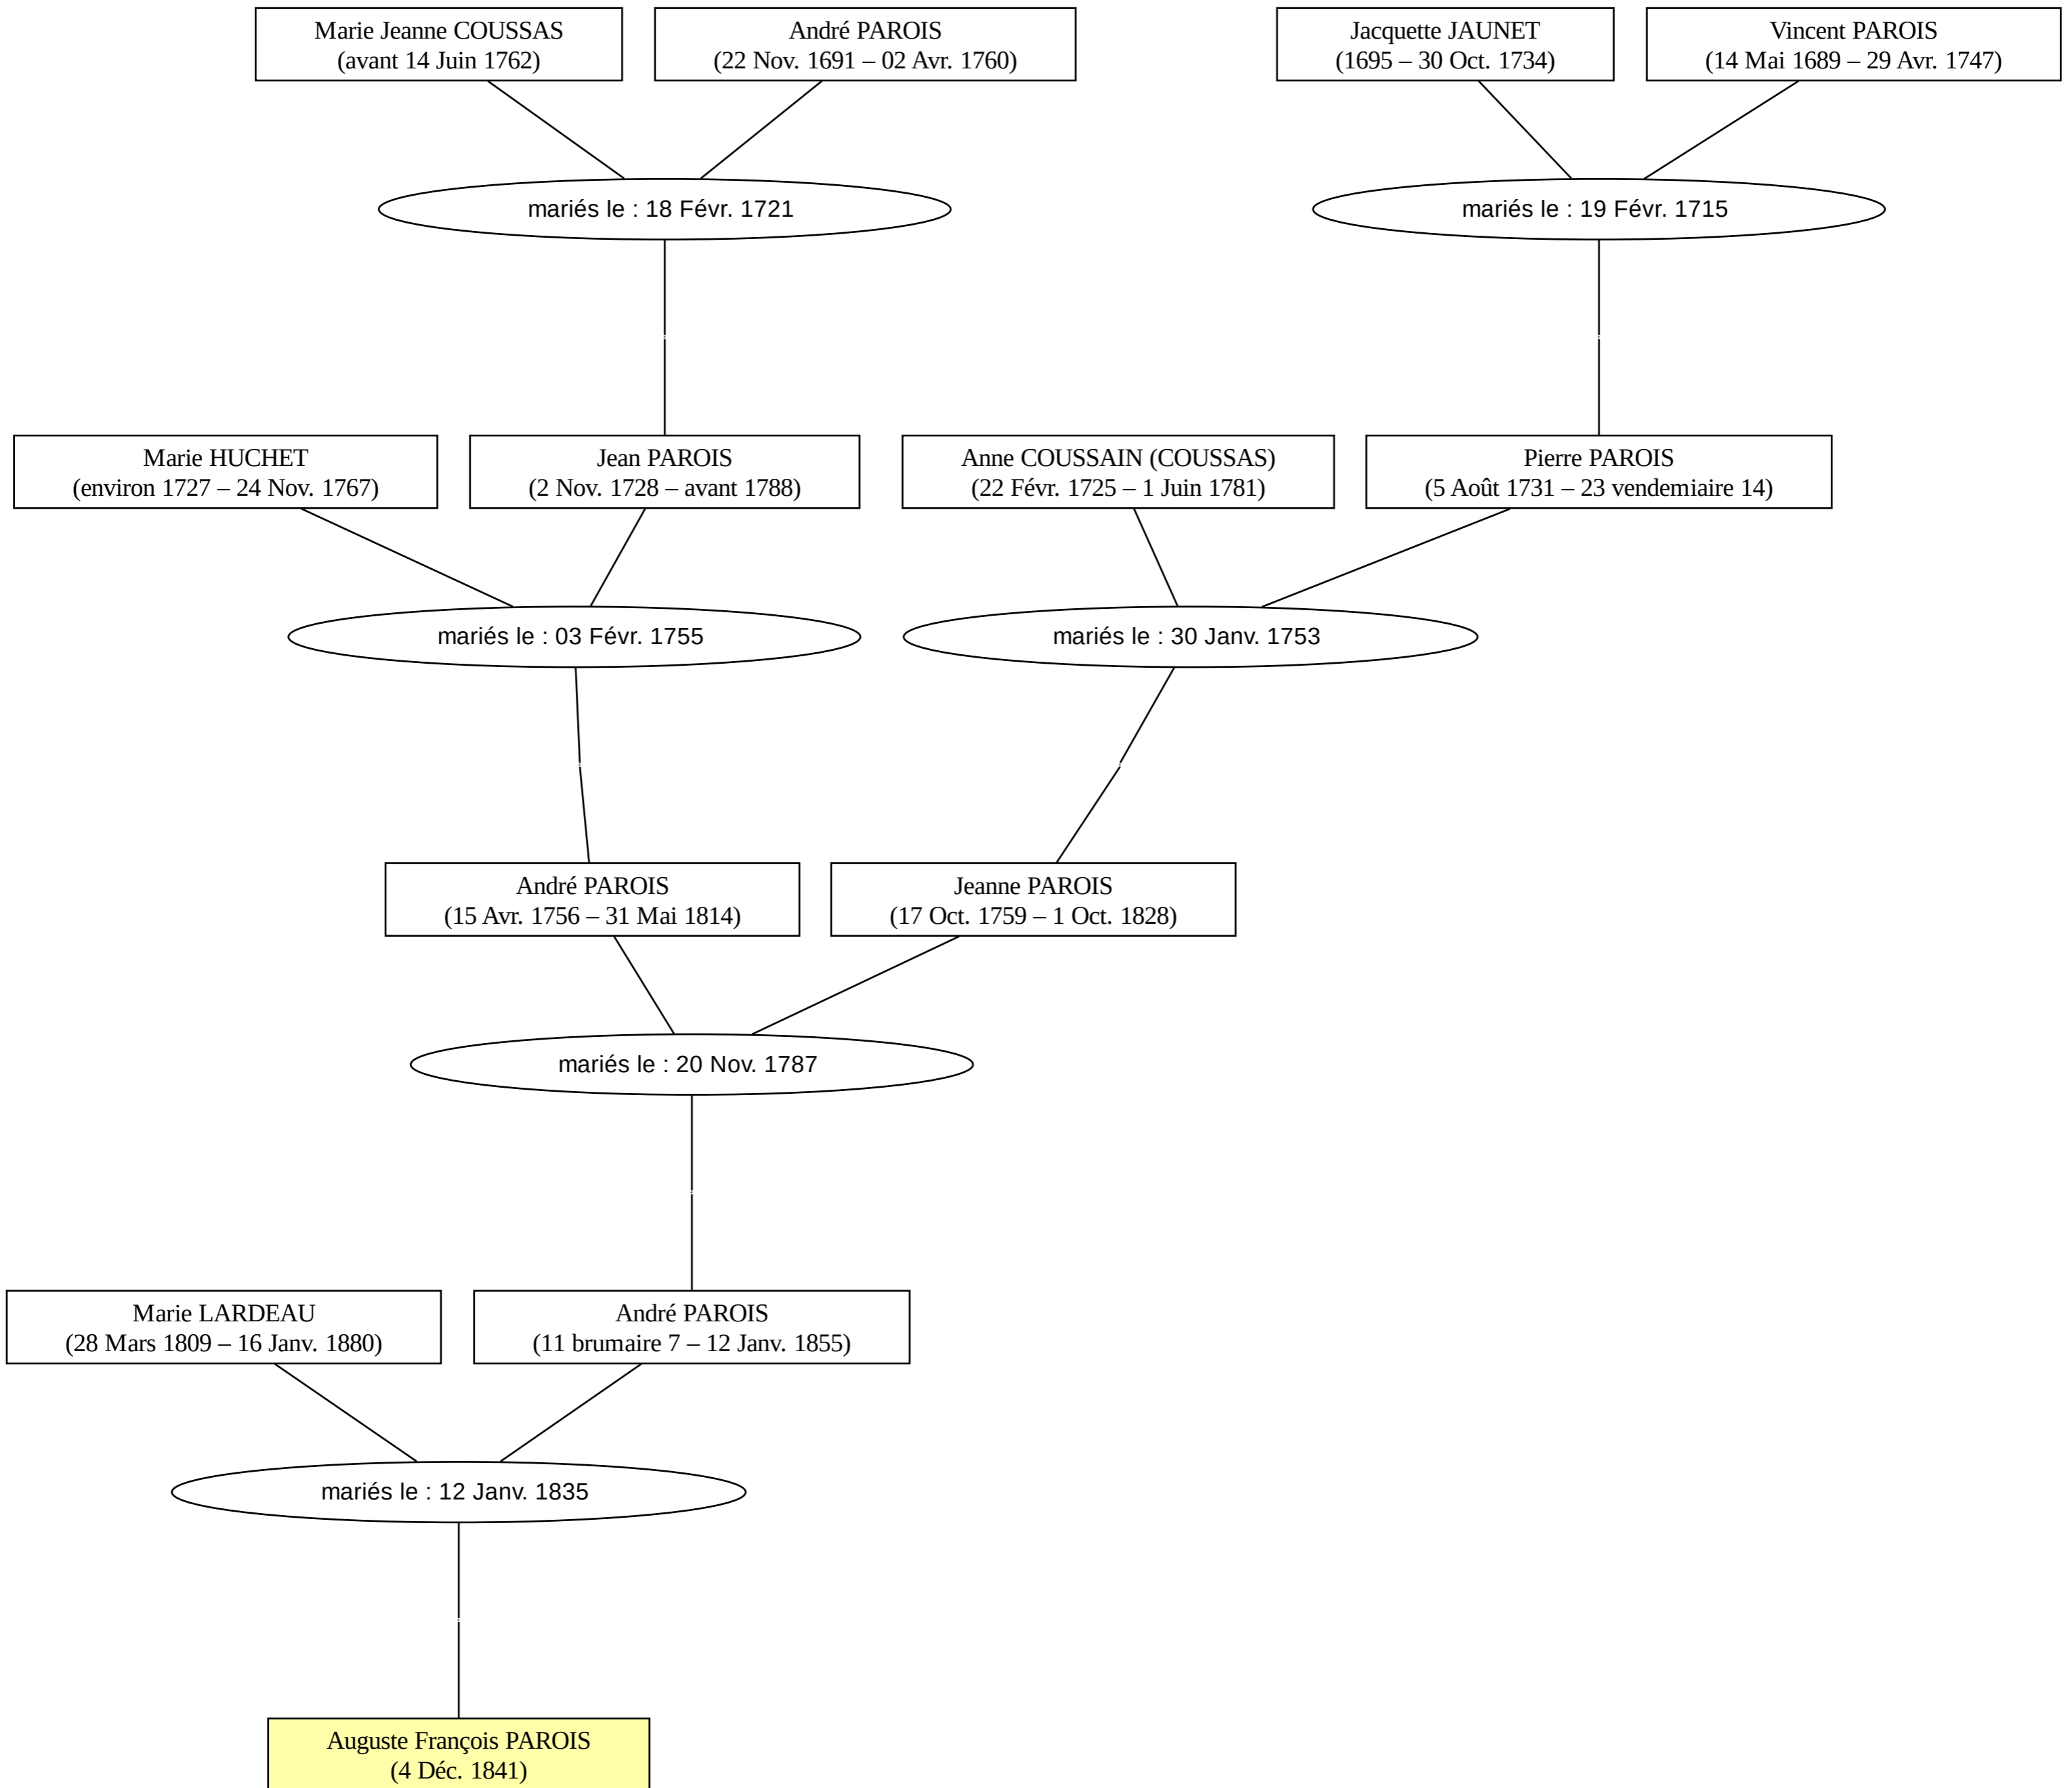 Marie Jeanne COUSSAS
(avant 14 Juin 1762)
André PAROIS
(22 Nov. 1691 – 02 Avr. 1760)
Jacquette JAUNET
(1695 – 30 Oct. 1734)
Vincent PAROIS
(14 Mai 1689 – 29 Avr. 1747)
mariés le : 18 Févr. 1721
mariés le : 19 Févr. 1715
Marie HUCHET
(environ 1727 – 24 Nov. 1767)
Jean PAROIS
(2 Nov. 1728 – avant 1788)
Anne COUSSAIN (COUSSAS)
(22 Févr. 1725 – 1 Juin 1781)
Pierre PAROIS
(5 Août 1731 – 23 vendemiaire 14)
mariés le : 03 Févr. 1755
mariés le : 30 Janv. 1753
André PAROIS
(15 Avr. 1756 – 31 Mai 1814)
Jeanne PAROIS
(17 Oct. 1759 – 1 Oct. 1828)
mariés le : 20 Nov. 1787
Marie LARDEAU
(28 Mars 1809 – 16 Janv. 1880)
André PAROIS
(11 brumaire 7 – 12 Janv. 1855)
mariés le : 12 Janv. 1835
Auguste François PAROIS
(4 Déc. 1841)